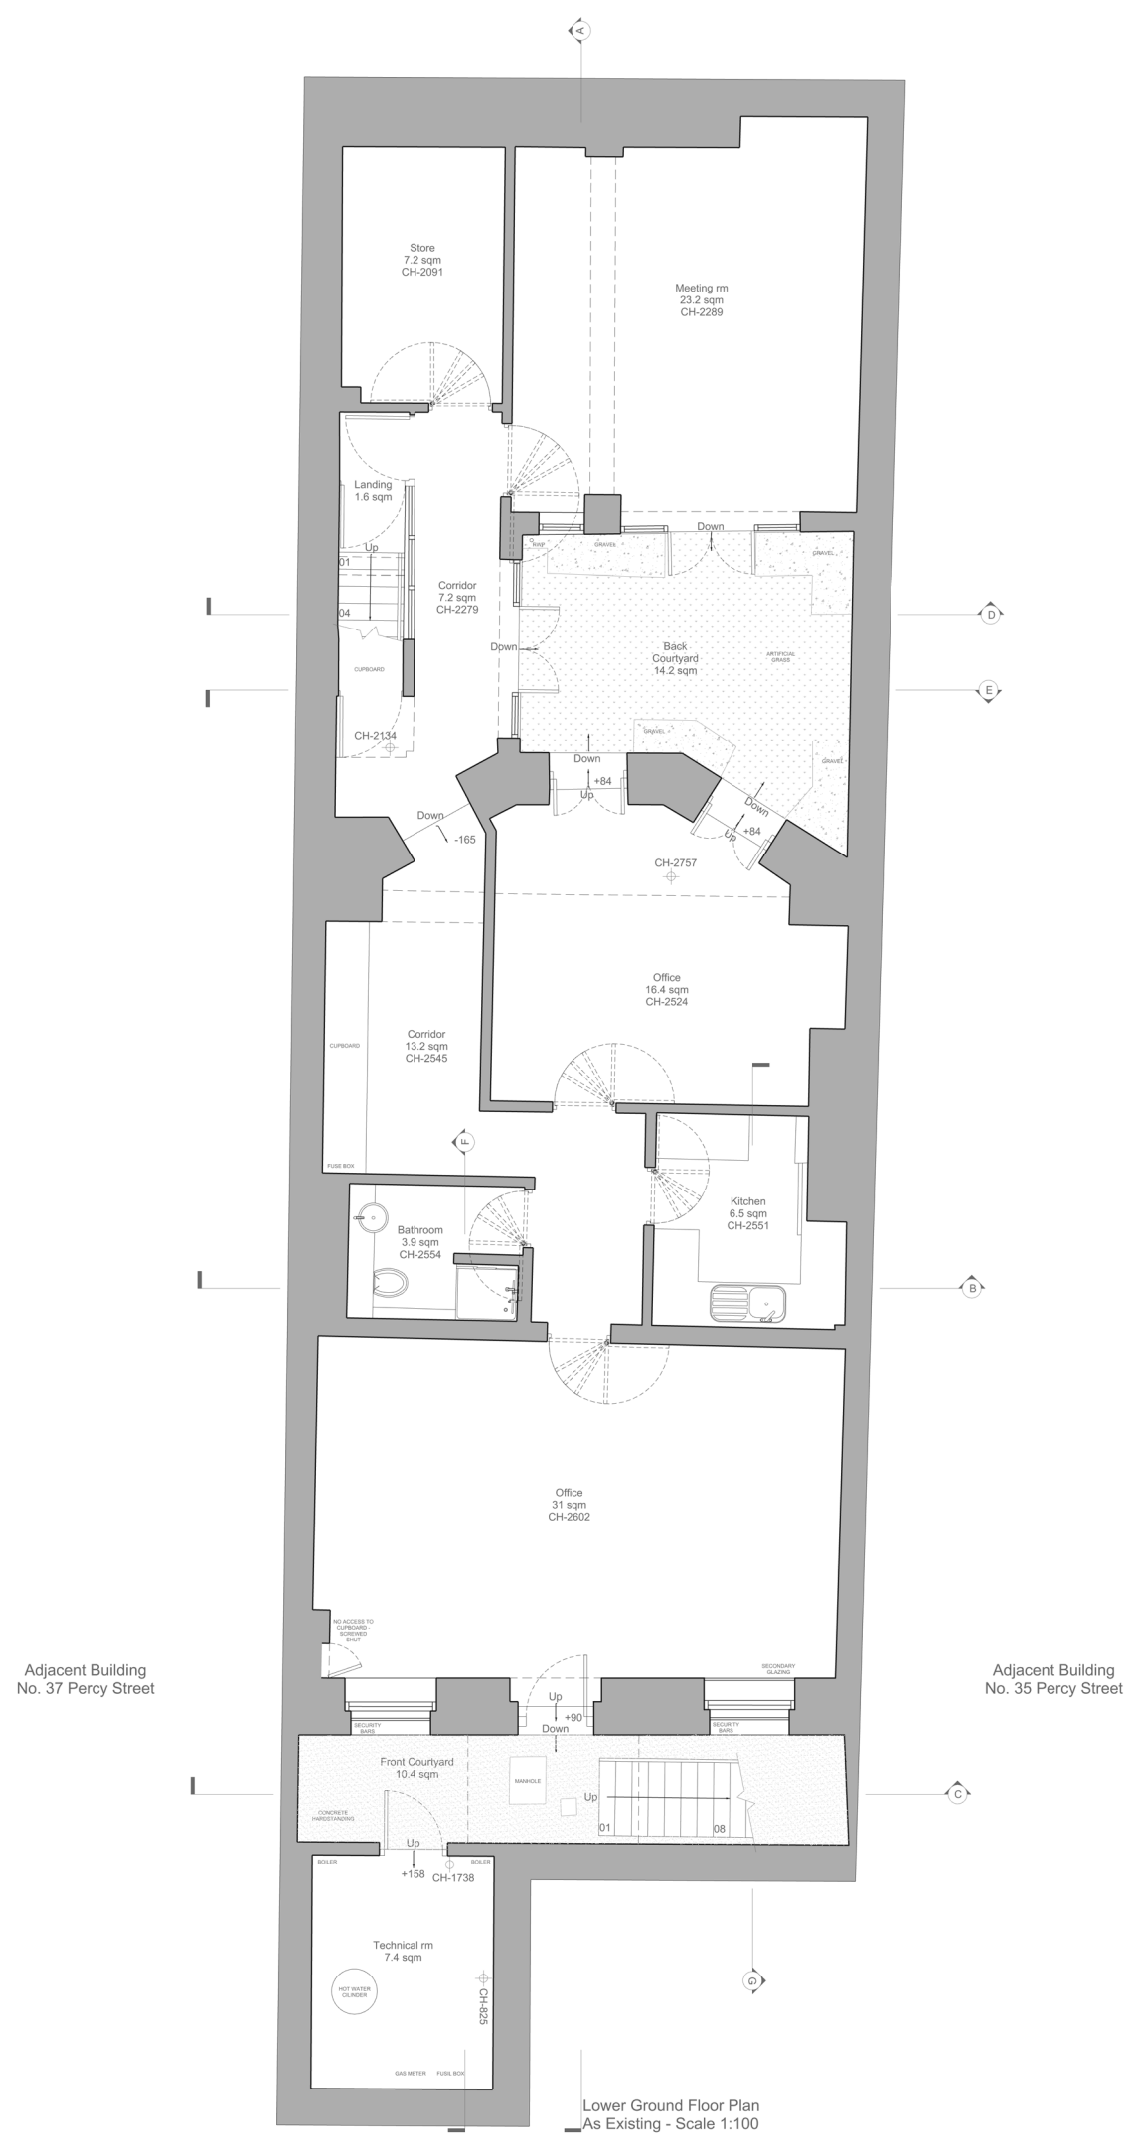 A
Store
7.2 sqm
CH-2091
Meeting rm
23.2 sqm
CH-2289
Landing
1.6 sqm
Up
01
04
CUPBOARD
CH-2134
Corridor
7.2 sqm
CH-2279
RWP
GRAVEL
Down
GRAVEL
D
Down
Back
Courtyard
14.2 sqm
ARTIFICIAL
GRASS
E
GRAVEL
GRAVEL
Down
+84
Up
Down
+84
Up
Down
-165
CH-2757
Office
16.4 sqm
CH-2524
Corridor
13.2 sqm
CH-2545
CUPBOARD
FUSE BOX
F
Bathroom
3.9 sqm
CH-2554
Kitchen
6.5 sqm
CH-2551
B
Office
31 sqm
CH-2602
NO ACCESS TO
CUPBOARD -
SCREWED
SHUT
SECONDARY
GLAZING
Adjacent Building
No. 37 Percy Street
Adjacent Building
No. 35 Percy Street
Up
+90
Down
SECURITY
BARS
SECURITY
BARS
Front Courtyard
10.4 sqm
MANHOLE
Up
01
08
C
CONCRETE
HARDSTANDING
Up
+158
BOILER
BOILER
CH-1738
Technical rm
7.4 sqm
HOT WATER
CILINDER
CH-825
G
GAS METER
FUSIL BOX
Lower Ground Floor Plan
As Existing - Scale 1:100